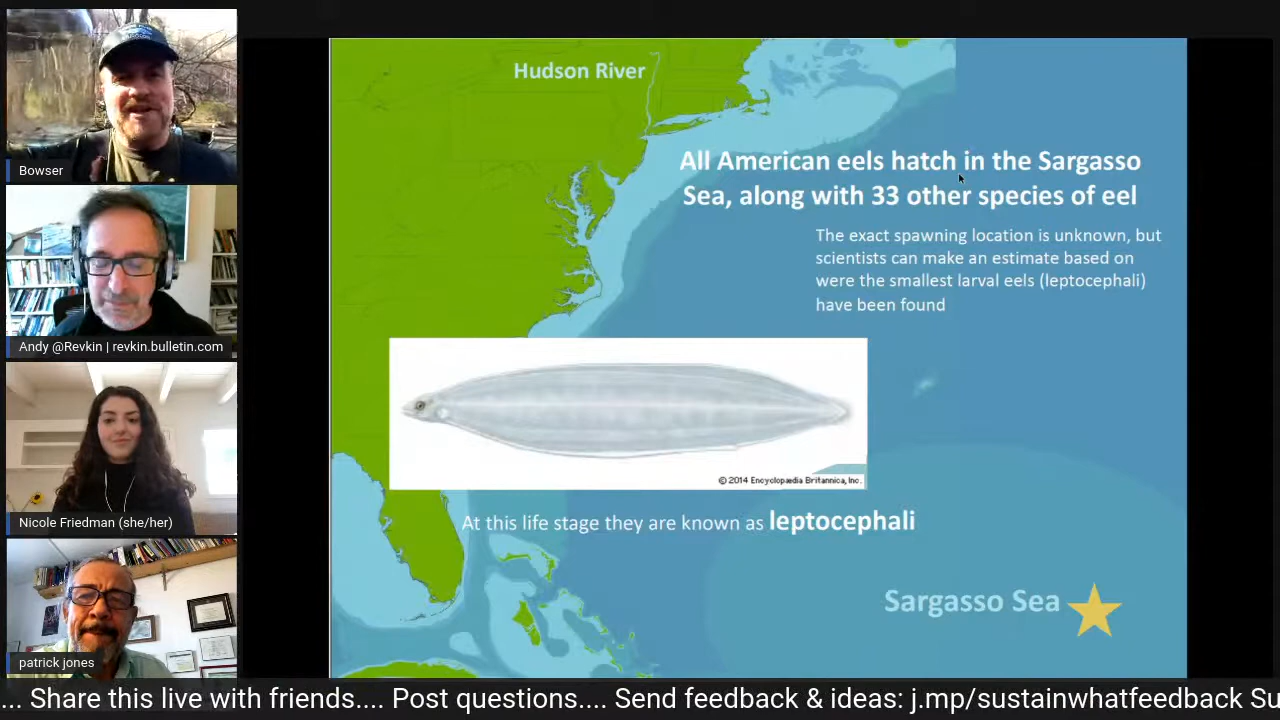 Bowser
Andy @Revkin | revkin.bulletin.com
Nicole Friedman (she/her)
patrick jones
Hudson River
All American eels hatch in the Sargasso
Sea, along with 33 other species of eel
The exact spawning location is unknown, but
scientists can make an estimate based on
were the smallest larval eels (leptocephali)
have been found
© 2014 Encyclopædia Britannica, Inc.
At this life stage they are known as leptocephali
Sargasso Sea
... Share this live with friends.... Post questions.... Send feedback & ideas: j.mp/sustainwhatfeedback Su